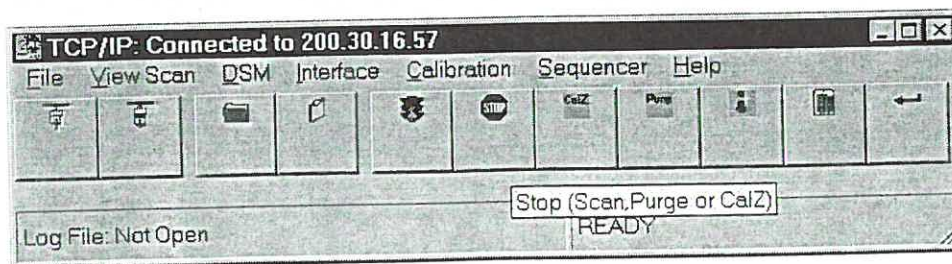 TCP/IP: Connected to 200.30.16.57
File View Scan DSM Interface Calibration Sequencer Help
STOP CalZ Purg
Stop (Scan,Purge or CalZ)
Log File: Not Open READY